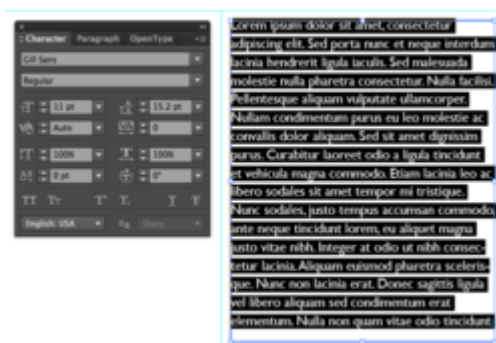 Character Paragraph OpenType
Gill Sans
Regular
11 pt 15.2 pt
Auto 0
100% 100%
0 pt 0°
TT Tt T' T, T T
English: USA Sharp
Lorem ipsum dolor sit amet, consectetur
adipiscing elit. Sed porta nunc et neque interdum
lacinia hendrerit ligula iaculis. Sed malesuada
molestie nulla pharetra consectetur. Nulla facilisi.
Pellentesque aliquam vulputate ullamcorper.
Nullam condimentum purus eu leo molestie ac
convallis dolor aliquam. Sed sit amet dignissim
purus. Curabitur laoreet odio a ligula tincidunt
et vehicula magna commodo. Etiam lacinia leo ac
libero sodales sit amet tempor mi tristique.
Nunc sodales, justo tempus accumsan commodo,
ante neque tincidunt lorem, eu aliquet magna
justo vitae nibh. Integer at odio ut nibh consec-
tetur lacinia. Aliquam euismod pharetra sceleris-
que. Nunc non lacinia erat. Donec sagittis ligula
vel libero aliquam sed condimentum erat
elementum. Nulla non quam vitae odio tincidunt